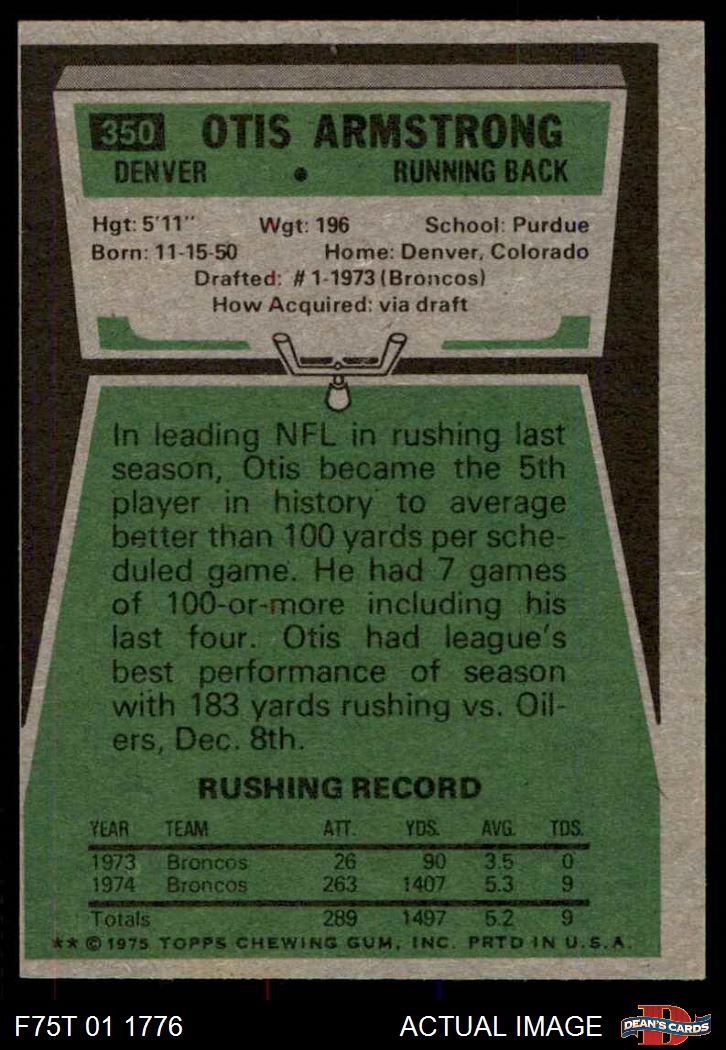 350 OTIS ARMSTRONG
DENVER • RUNNING BACK
Hgt: 5'11" Wgt: 196 School: Purdue
Born: 11-15-50 Home: Denver, Colorado
Drafted: #1-1973 (Broncos)
How Acquired: via draft
In leading NFL in rushing last
season, Otis became the 5th
player in history to average
better than 100 yards per sche-
duled game. He had 7 games
of 100-or-more including his
last four. Otis had league's
best performance of season
with 183 yards rushing vs. Oil-
ers, Dec. 8th.
RUSHING RECORD
YEAR TEAM ATT. YDS. AVG. TDS.
1973 Broncos 26 90 3.5 0
1974 Broncos 263 1407 5.3 9
Totals 289 1497 5.2 9
** © 1975 TOPPS CHEWING GUM, INC. PRTD IN U.S.A.
F75T 01 1776 ACTUAL IMAGE D DEAN'S CARDS